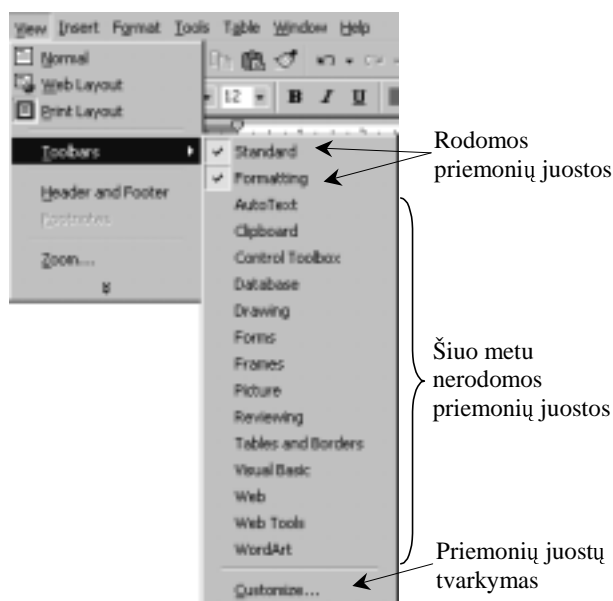 View Insert Format Tools Table Window Help
Normal
Web Layout
Print Layout
12 B I U
Toolbars
Header and Footer
Footnotes
Zoom...
Standard
Formatting
AutoText
Clipboard
Control Toolbox
Database
Drawing
Forms
Frames
Picture
Reviewing
Tables and Borders
Visual Basic
Web
Web Tools
WordArt
Customize...
Rodomos
priemonių juostos
Šiuo metu
nerodomos
priemonių juostos
Priemonių juostų
tvarkymas